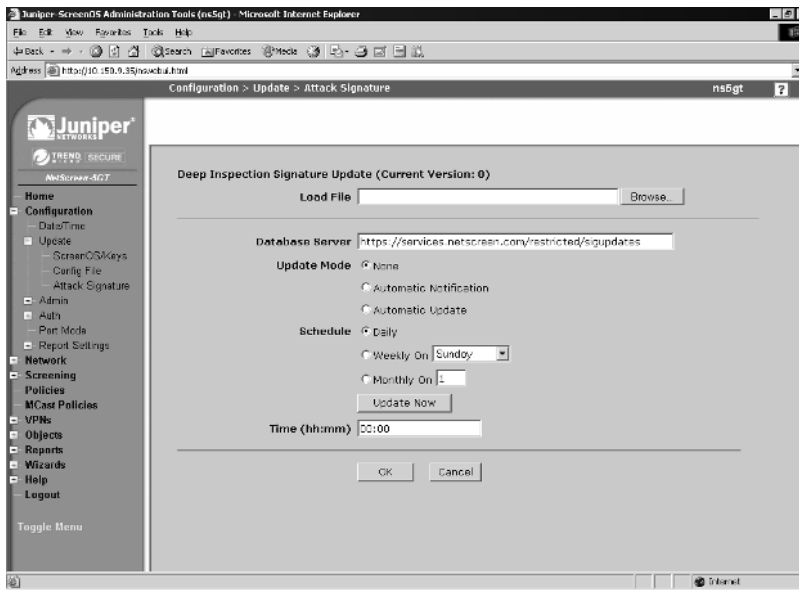 Juniper-ScreenOS Administration Tools (ns5gt) - Microsoft Internet Explorer
File Edit View Favorites Tools Help
Back Search Favorites Media
Address http://10.150.9.35/nswebui.html
Configuration > Update > Attack Signature ns5gt ?
Juniper
NETWORKS
TREND MICRO SECURE
NetScreen-5GT
Home
Configuration
Date/Time
Update
ScreenOS/Keys
Config File
Attack Signature
Admin
Auth
Port Mode
Report Settings
Network
Screening
Policies
MCast Policies
VPNs
Objects
Reports
Wizards
Help
Logout
Toggle Menu
Deep Inspection Signature Update (Current Version: 0)
Load File Browse...
Database Server https://services.netscreen.com/restricted/sigupdates
Update Mode None
Automatic Notification
Automatic Update
Schedule Daily
Weekly On Sunday
Monthly On 1
Update Now
Time (hh:mm) 00:00
OK Cancel
Internet